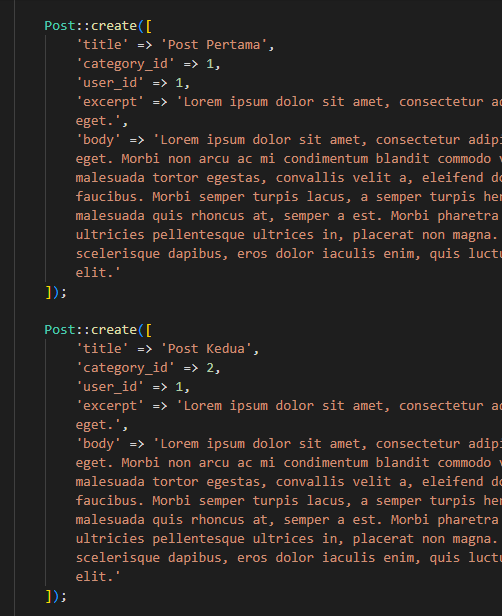 Post::create([
'title' => 'Post Pertama',
'category_id' => 1,
'user_id' => 1,
'excerpt' => 'Lorem ipsum dolor sit amet, consectetur
eget.',
'body' => 'Lorem ipsum dolor sit amet, consectetur adipi
eget. Morbi non arcu ac mi condimentum blandit commodo
malesuada tortor egestas, convallis velit a, eleifend
faucibus. Morbi semper turpis lacus, a semper turpis her
malesuada quis rhoncus at, semper a est. Morbi pharetra
ultricies pellentesque ultrices in, placerat non magna.
scelerisque dapibus, eros dolor iaculis enim, quis luctu
elit.'
]);
Post::create([
'title' => 'Post Kedua',
'category_id' => 2,
'user_id' => 1,
'excerpt' => 'Lorem ipsum dolor sit amet, consectetur
eget.',
'body' => 'Lorem ipsum dolor sit amet, consectetur adipi
eget. Morbi non arcu ac mi condimentum blandit commodo
malesuada tortor egestas, convallis velit a, eleifend
faucibus. Morbi semper turpis lacus, a semper turpis her
malesuada quis rhoncus at, semper a est. Morbi pharetra
ultricies pellentesque ultrices in, placerat non magna.
scelerisque dapibus, eros dolor iaculis enim, quis luctu
elit.'
]);